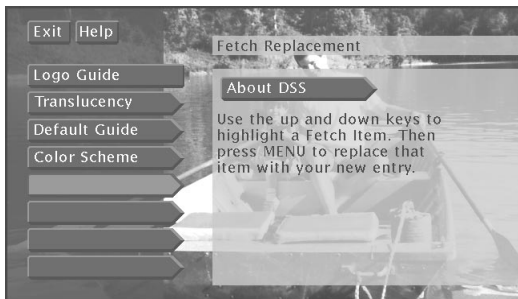 Exit Help
Fetch Replacement
Logo Guide
About DSS
Translucency
Default Guide
Color Scheme
Use the up and down keys to
highlight a Fetch Item. Then
press MENU to replace that
item with your new entry.